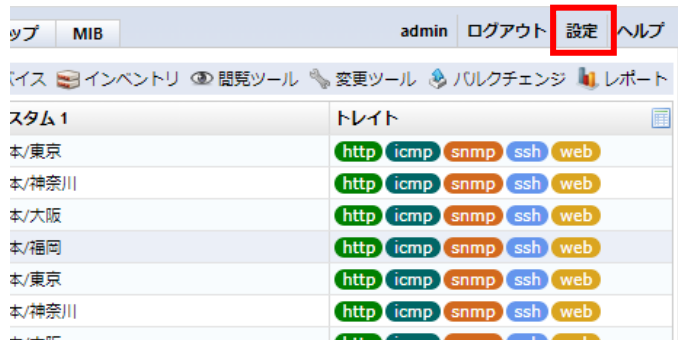 ップ MIB admin ログアウト 設定 ヘルプ
バイス インベントリ 閲覧ツール 変更ツール バルクチェンジ レポート
スタム 1 トレイト
本/東京 http icmp snmp ssh web
本/神奈川 http icmp snmp ssh web
本/大阪 http icmp snmp ssh web
本/福岡 http icmp snmp ssh web
本/東京 http icmp snmp ssh web
本/神奈川 http icmp snmp ssh web
http icmp snmp ssh web